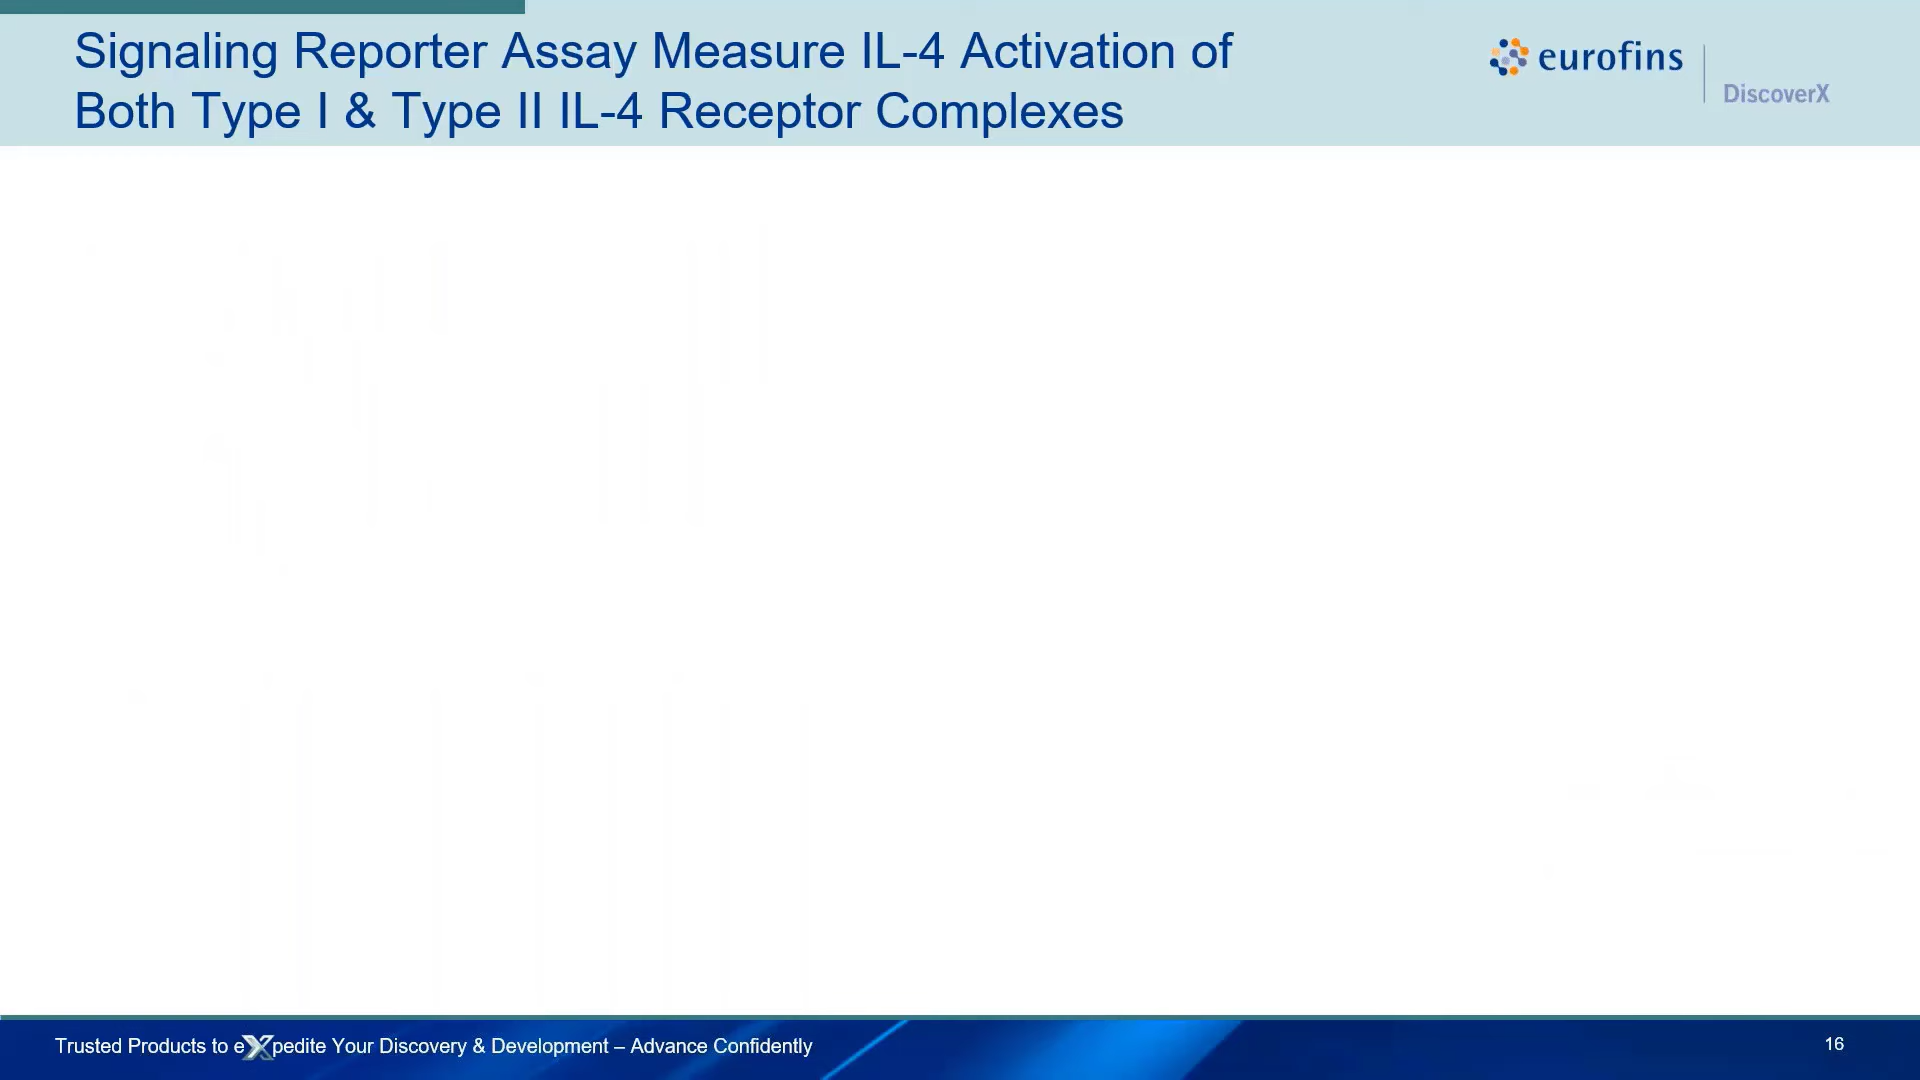 Signaling Reporter Assay Measure IL-4 Activation of
Both Type I & Type II IL-4 Receptor Complexes
eurofins
DiscoverX
Trusted Products to eXpedite Your Discovery & Development – Advance Confidently
16